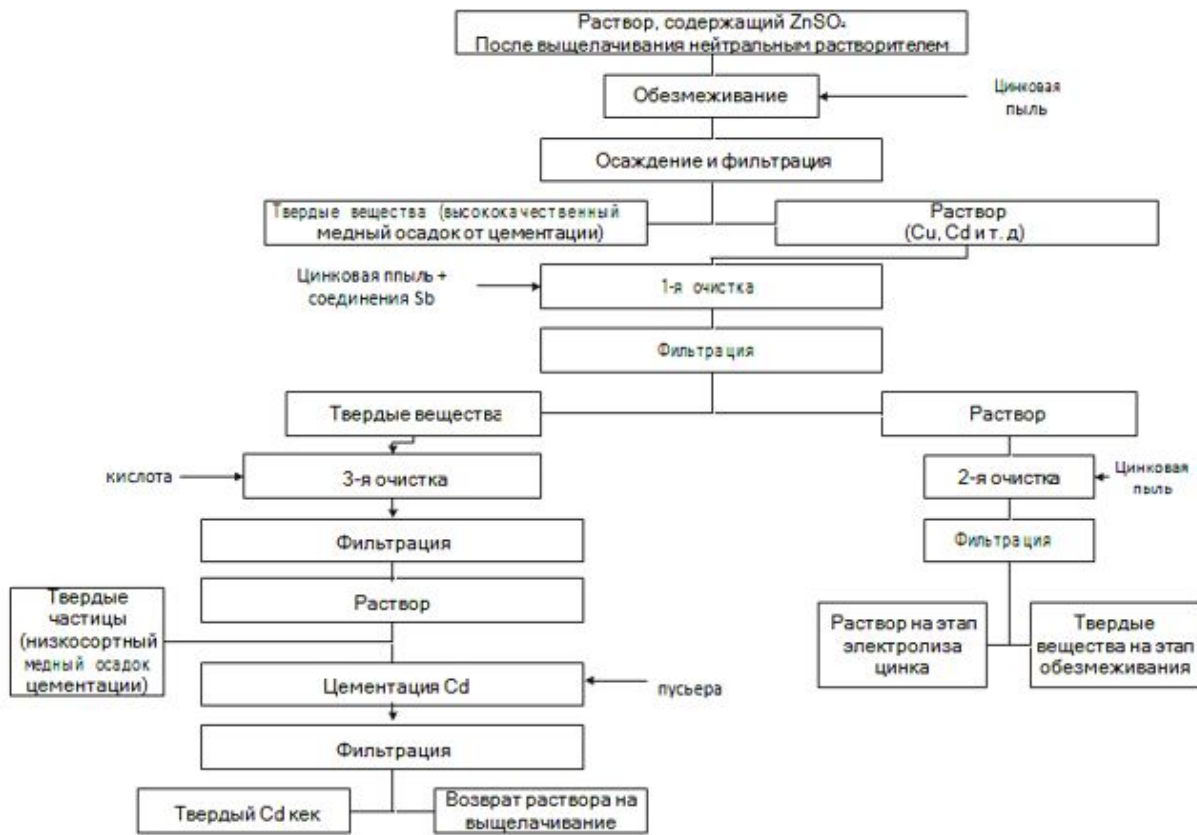 Раствор, содержащий ZnSO₄
После выщелачивания нейтральным растворителем
Обезмеживание
Цинковая
пыль
Осаждение и фильтрация
Твердые вещества (высококачественный
медный осадок от цементации)
Раствор
(Cu, Cd и т. д)
Цинковая ппыль +
соединения Sb
1-я очистка
Фильтрация
Твердые вещества
Раствор
кислота
3-я очистка
2-я очистка
Цинковая
пыль
Фильтрация
Фильтрация
Твердые
частицы
(низкосортный
медный осадок
цементации)
Раствор
Раствор на этап
электролиза
цинка
Твердые
вещества на этап
обезмеживания
Цементация Cd
пусьера
Фильтрация
Твердый Cd кек
Возврат раствора на
выщелачивание